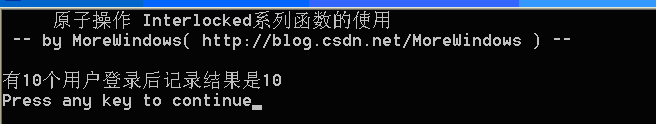 原子操作 Interlocked系列函数的使用
-- by MoreWindows( http://blog.csdn.net/MoreWindows ) --
有10个用户登录后记录结果是10
Press any key to continue_